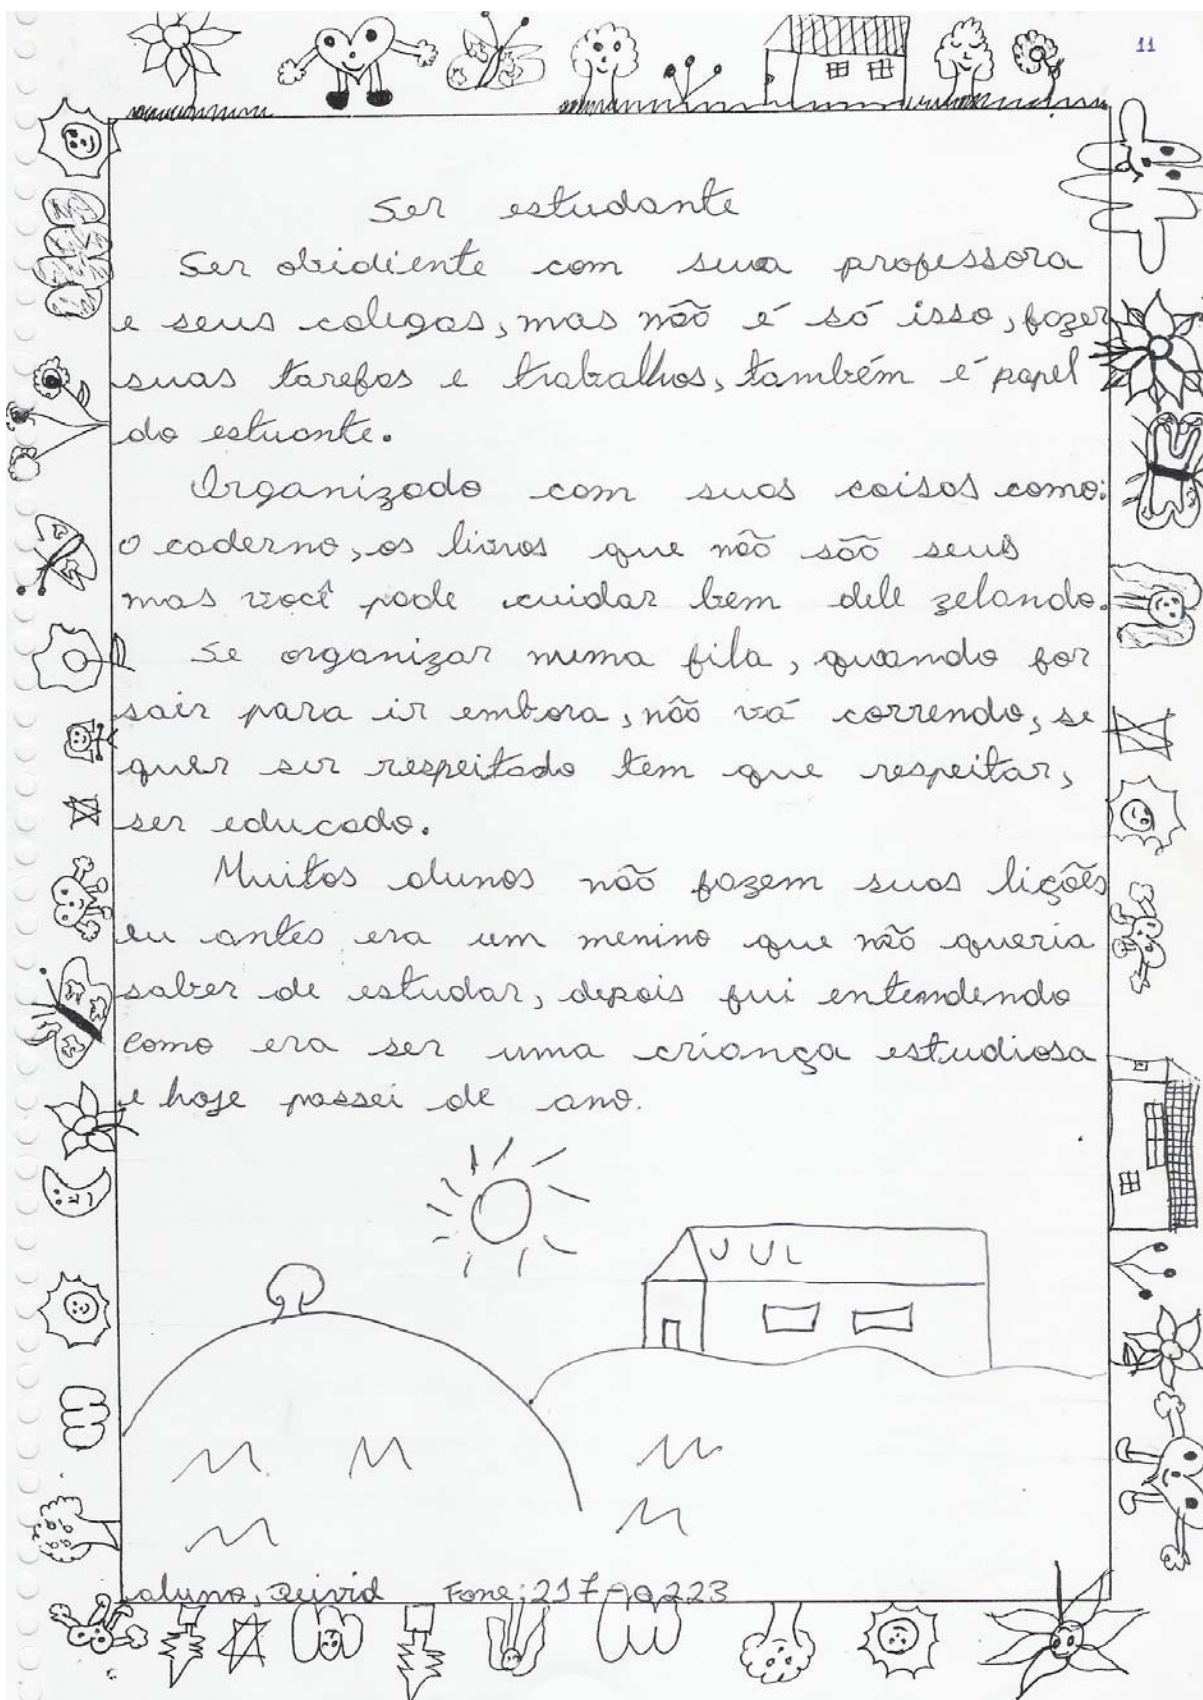 11
Ser estudante
Ser obidiente com sua professora
e seus colegas, mas não é só isso, fazer
suas tarefas e trabalhos, também é papel
do estuante.
Organizado com suas coisas como:
o caderno, os livros que não são seus
mas você pode cuidar bem dele zelando.
Se organizar numa fila, quando for
sair para ir embora, não vá correndo, se
quer ser respeitado tem que respeitar,
ser educado.
Muitos alunos não fazem suas lições
eu antes era um menino que não queria
saber de estudar, depois fui entendendo
como era ser uma criança estudiosa
e hoje passei de ano.
aluno, Deivid Fone: